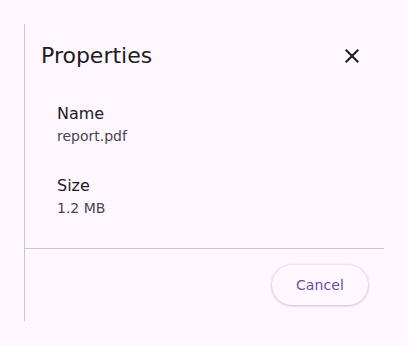 Properties
Name
report.pdf
Size
1.2 MB
Cancel